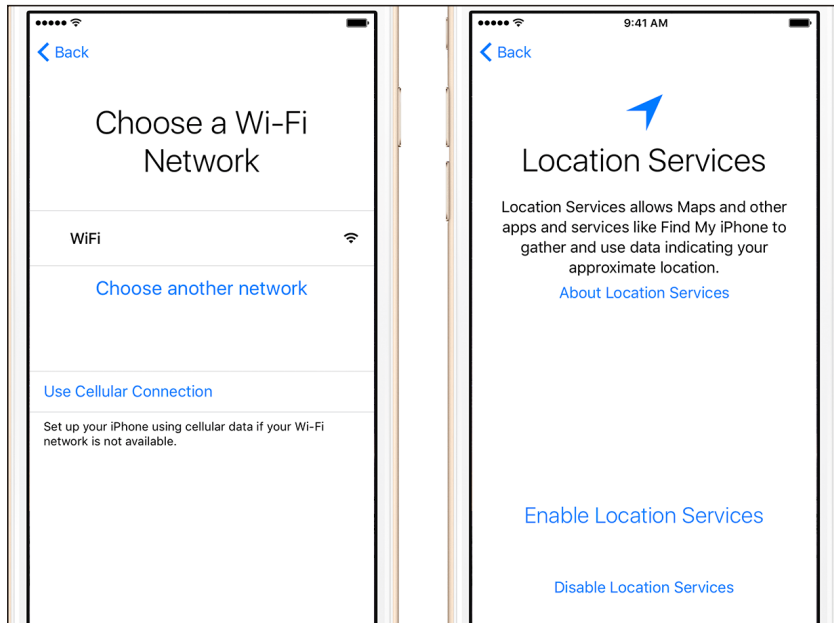 Back
Choose a Wi-Fi
Network
WiFi
Choose another network
Use Cellular Connection
Set up your iPhone using cellular data if your Wi-Fi
network is not available.
9:41 AM
Back
Location Services
Location Services allows Maps and other
apps and services like Find My iPhone to
gather and use data indicating your
approximate location.
About Location Services
Enable Location Services
Disable Location Services